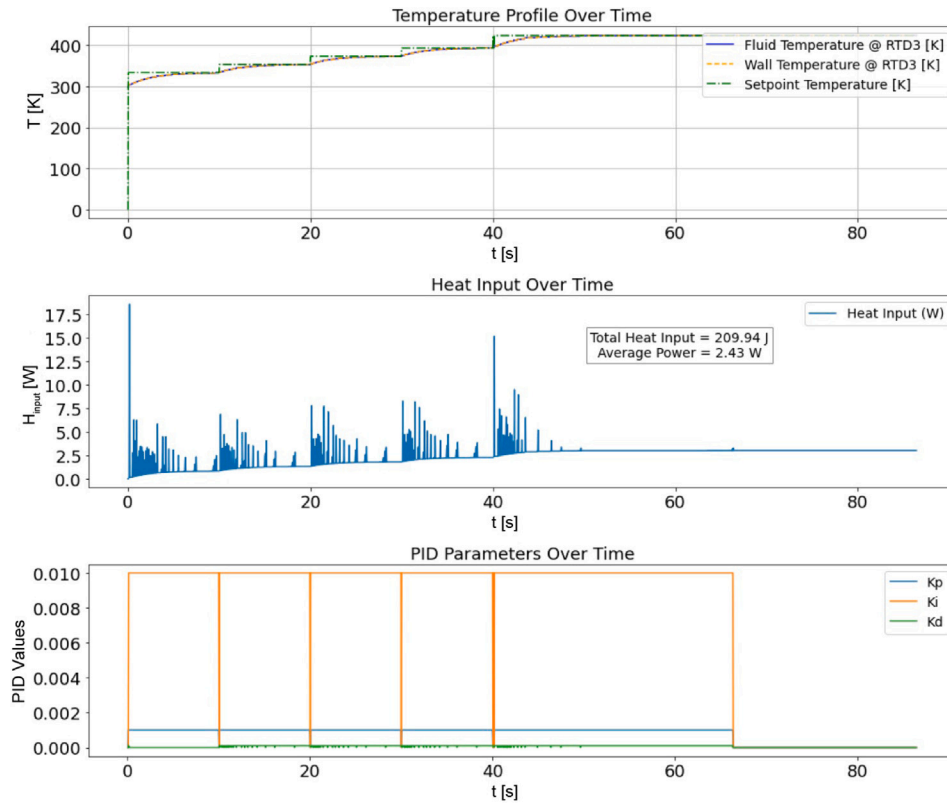 Temperature Profile Over Time
400
300
200
100
0
T [K]
Fluid Temperature @ RTD3 [K]
Wall Temperature @ RTD3 [K]
Setpoint Temperature [K]
0 20 40 60 80
t [s]
Heat Input Over Time
17.5
15.0
12.5
10.0
7.5
5.0
2.5
0.0
H_input [W]
Heat Input (W)
Total Heat Input = 209.94 J
Average Power = 2.43 W
0 20 40 60 80
t [s]
PID Parameters Over Time
0.010
0.008
0.006
0.004
0.002
0.000
PID Values
Kp
Ki
Kd
0 20 40 60 80
t [s]